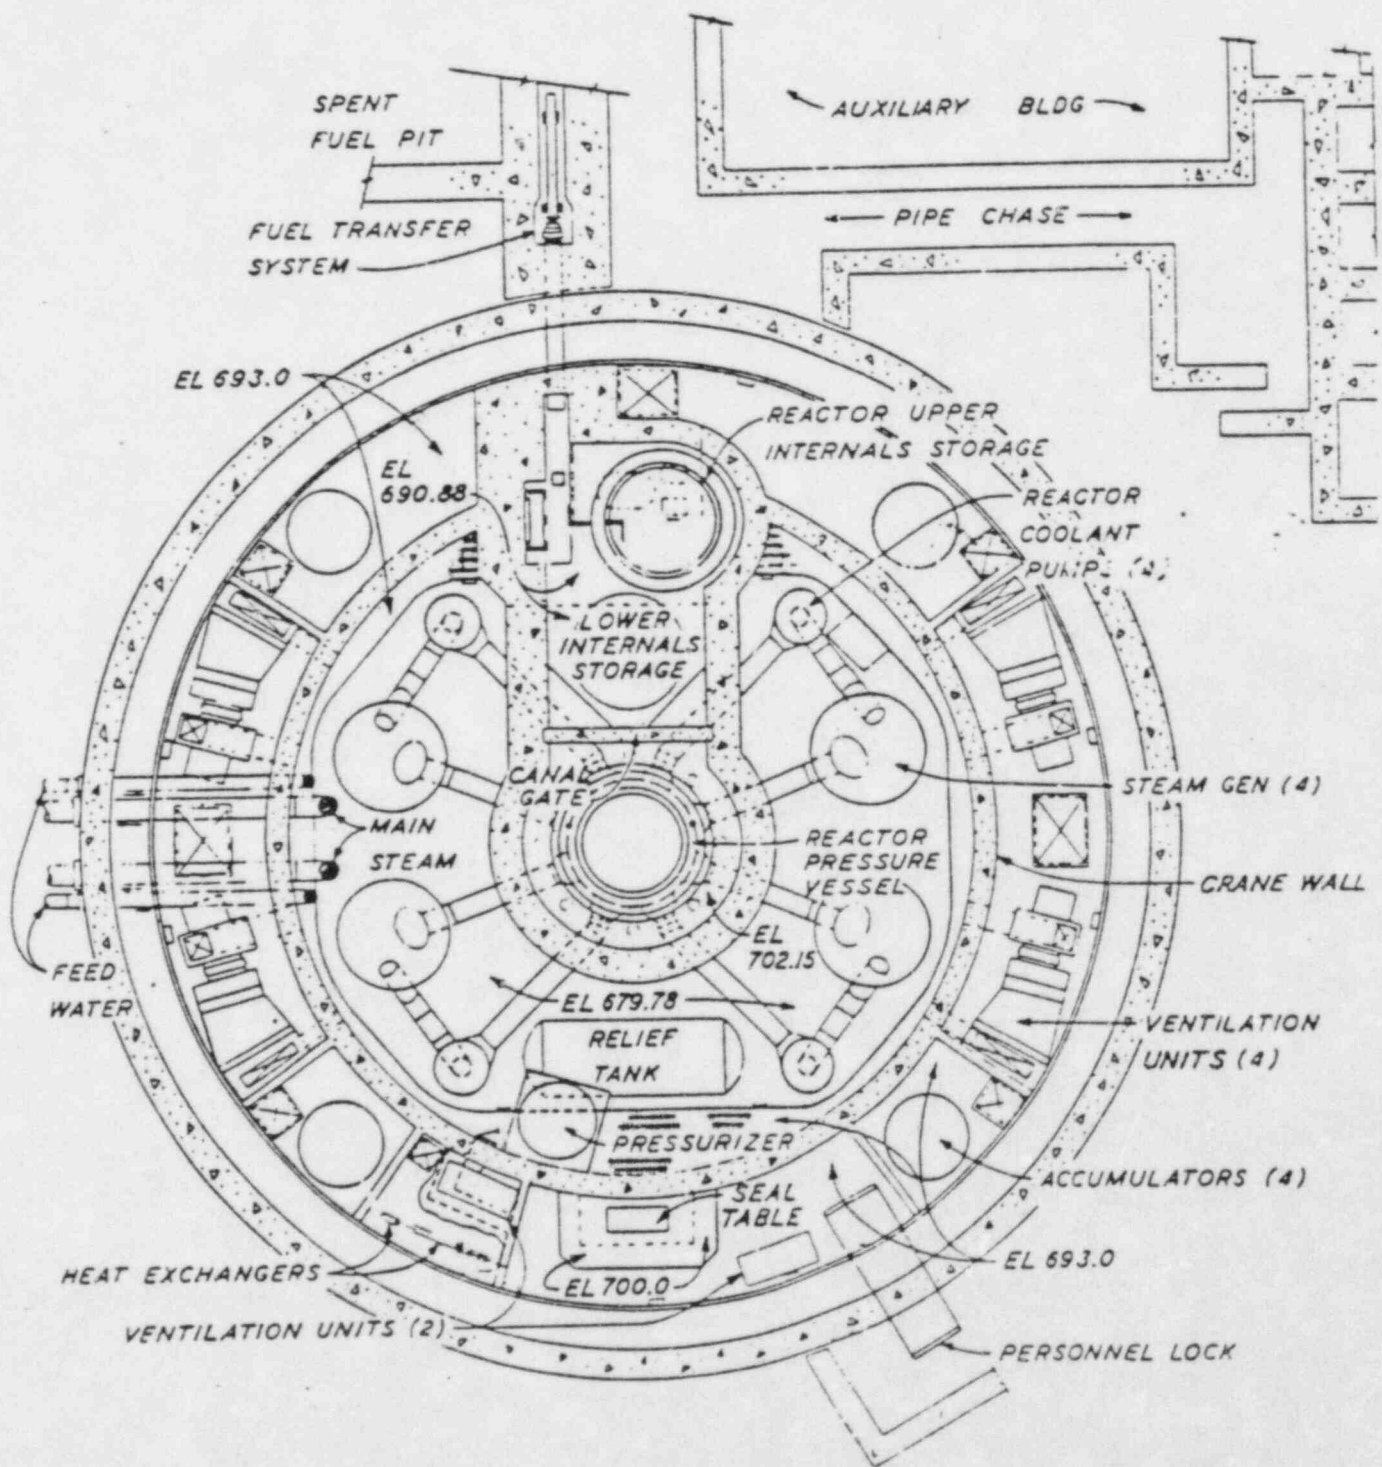 SPENT
FUEL PIT
AUXILIARY BLDG
PIPE CHASE
FUEL TRANSFER
SYSTEM
EL 693.0
REACTOR UPPER
INTERNALS STORAGE
EL
690.88
REACTOR
COOLANT
LOWER
INTERNALS
STORAGE
CANAL
GATE
STEAM GEN (4)
MAIN
STEAM
REACTOR
PRESSURE
VESSEL
CRANE WALL
EL
702.15
FEED
WATER
EL 679.78
RELIEF
TANK
VENTILATION
UNITS (4)
PRESSURIZER
ACCUMULATORS (4)
SEAL
TABLE
EL 693.0
HEAT EXCHANGERS
EL 700.0
VENTILATION UNITS (2)
PERSONNEL LOCK